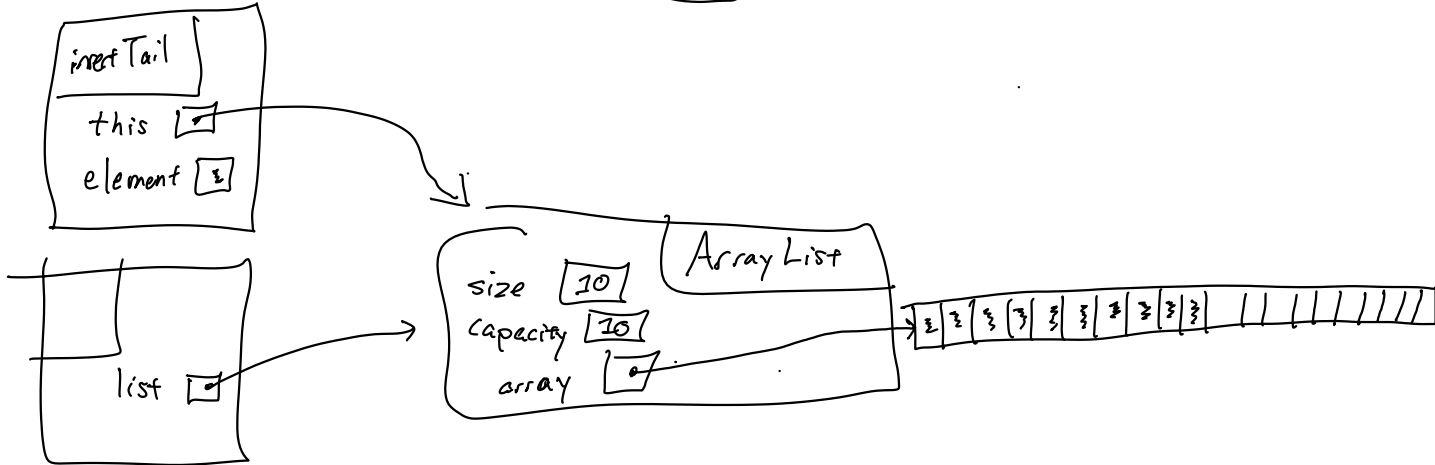 insertTail
this
element
list
ArrayList
size 10
capacity 10
array